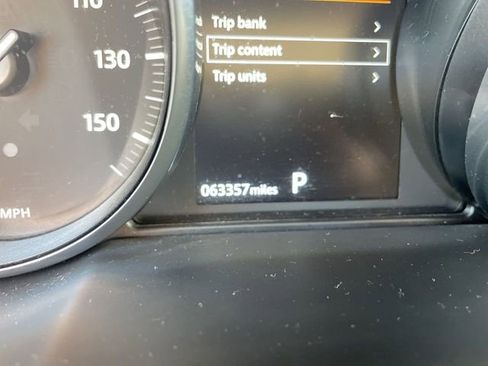 110
Trip bank
Trip content
130
Trip units
150
063357miles P
MPH